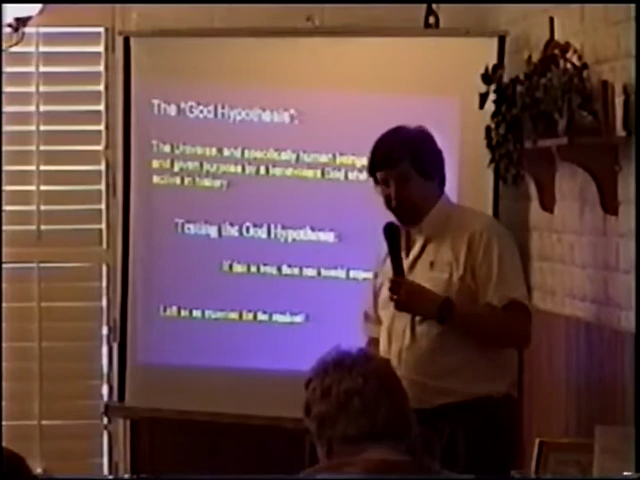 The "God Hypothesis":
The Universe, and specifically human beings
and given purpose by a benevolent God who
active in history
Testing the God Hypothesis:
If this is true, then one would expec
Left as an exercise for the student!